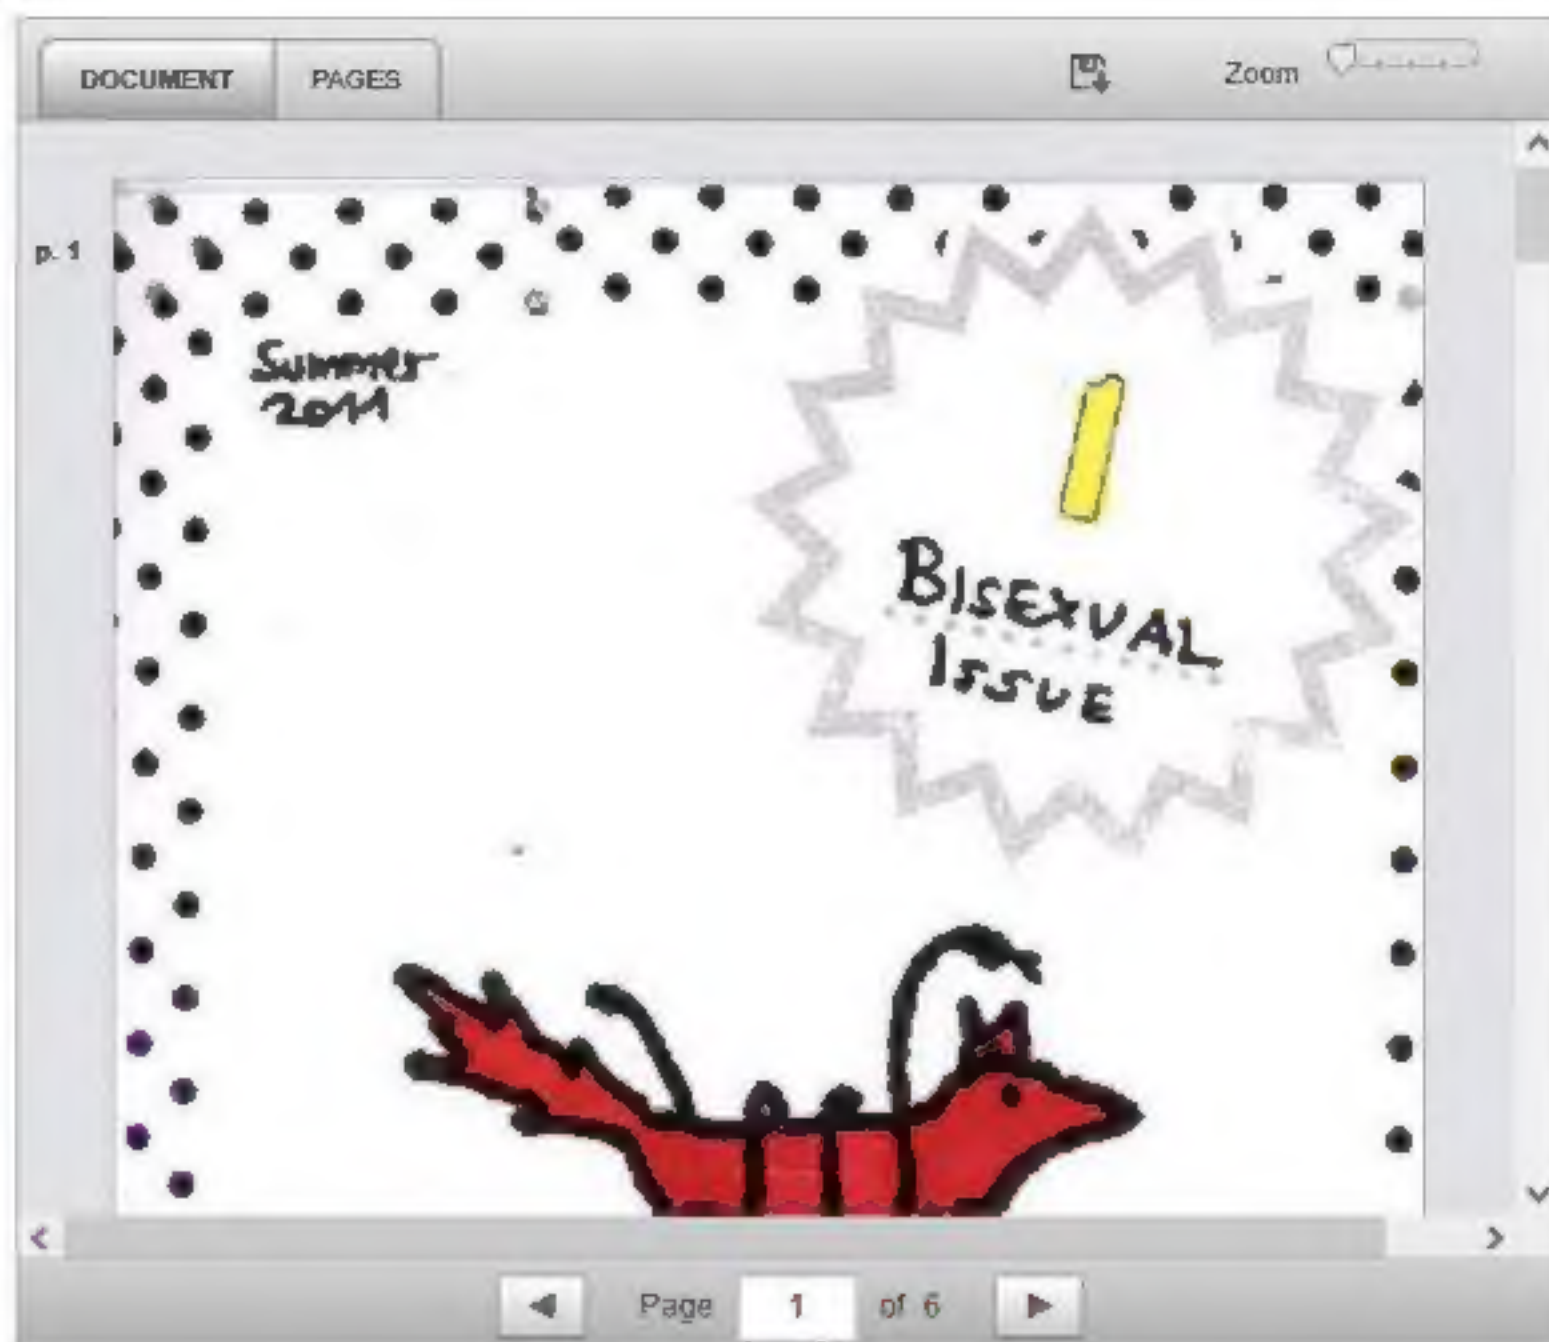 DOCUMENT PAGES Zoom
p. 1
Summer
2011
1
BISEXUAL
ISSUE
Page 1 of 6